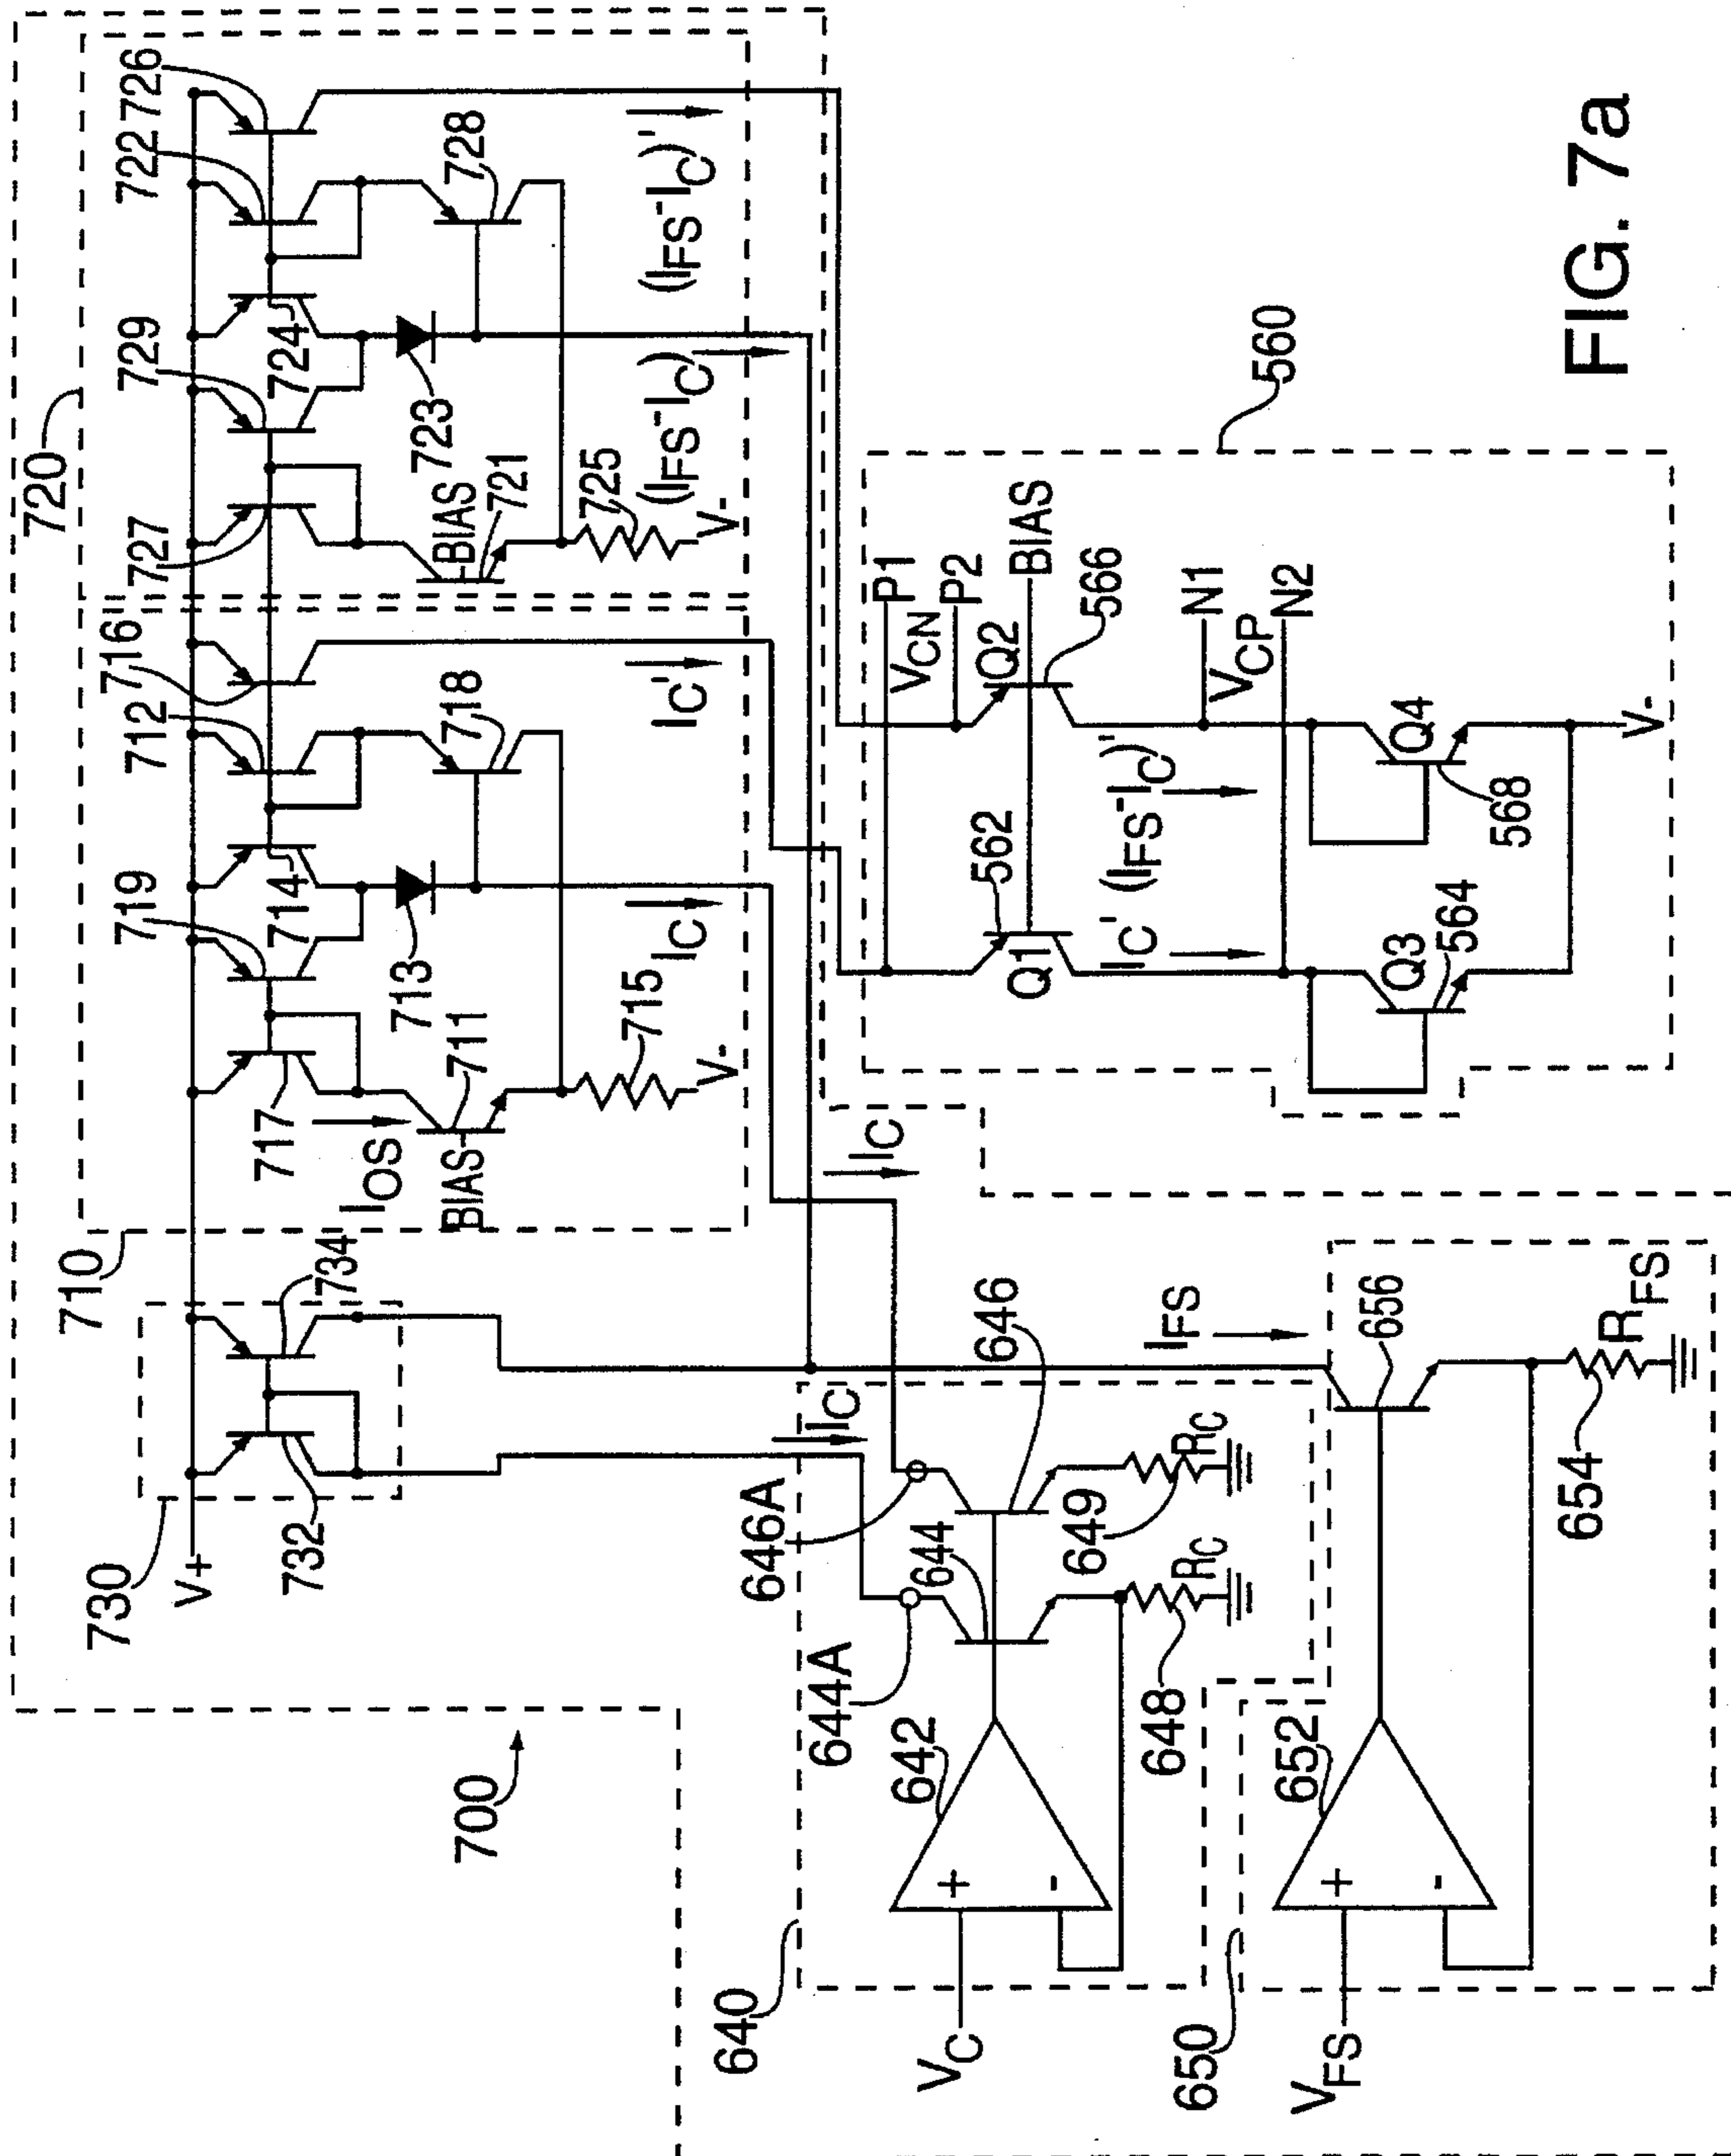 720
727
729
722
726
724
728
723
BIAS
721
725
V-
(IFS-IC)
(IFS-IC)'
710
717
719
712
716
714
718
713
IOS
BIAS
711
715
V-
IC
IC'
730
V+
732
734
700
IC
IC
560
P1
VCN
P2
BIAS
562
Q1
Q2
566
N1
VCP
N2
IC'
(IFS-IC)'
Q3
564
Q4
568
V-
640
VC
642
+
-
644A
646A
644
646
648
RC
649
RC
650
VFS
652
+
-
IFS
656
654
RFS
FIG. 7a